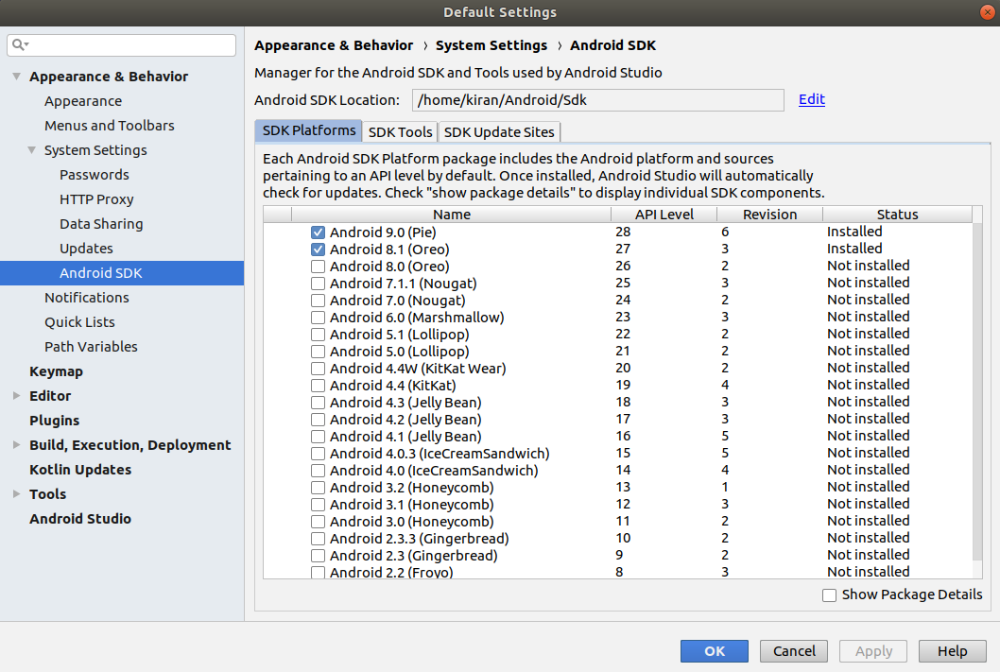 Default Settings
Appearance & Behavior
Appearance
Menus and Toolbars
System Settings
Passwords
HTTP Proxy
Data Sharing
Updates
Android SDK
Notifications
Quick Lists
Path Variables
Keymap
Editor
Plugins
Build, Execution, Deployment
Kotlin Updates
Tools
Android Studio
Appearance & Behavior › System Settings › Android SDK
Manager for the Android SDK and Tools used by Android Studio
Android SDK Location: /home/kiran/Android/Sdk Edit
SDK Platforms SDK Tools SDK Update Sites
Each Android SDK Platform package includes the Android platform and sources
pertaining to an API level by default. Once installed, Android Studio will automatically
check for updates. Check "show package details" to display individual SDK components.
Name API Level Revision Status
Android 9.0 (Pie) 28 6 Installed
Android 8.1 (Oreo) 27 3 Installed
Android 8.0 (Oreo) 26 2 Not installed
Android 7.1.1 (Nougat) 25 3 Not installed
Android 7.0 (Nougat) 24 2 Not installed
Android 6.0 (Marshmallow) 23 3 Not installed
Android 5.1 (Lollipop) 22 2 Not installed
Android 5.0 (Lollipop) 21 2 Not installed
Android 4.4W (KitKat Wear) 20 2 Not installed
Android 4.4 (KitKat) 19 4 Not installed
Android 4.3 (Jelly Bean) 18 3 Not installed
Android 4.2 (Jelly Bean) 17 3 Not installed
Android 4.1 (Jelly Bean) 16 5 Not installed
Android 4.0.3 (IceCreamSandwich) 15 5 Not installed
Android 4.0 (IceCreamSandwich) 14 4 Not installed
Android 3.2 (Honeycomb) 13 1 Not installed
Android 3.1 (Honeycomb) 12 3 Not installed
Android 3.0 (Honeycomb) 11 2 Not installed
Android 2.3.3 (Gingerbread) 10 2 Not installed
Android 2.3 (Gingerbread) 9 2 Not installed
Android 2.2 (Froyo) 8 3 Not installed
Show Package Details
OK Cancel Apply Help